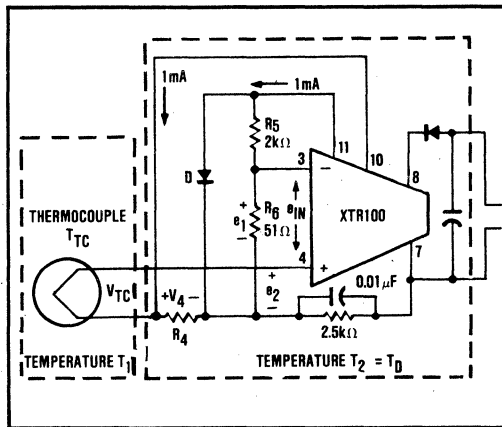 1mA
1mA
R5
2kΩ
11
10
3
−
8
D
+
e1
−
R6
51Ω
eIN
XTR100
THERMOCOUPLE
TTC
4
+
7
VTC
+
e2
−
0.01μF
+V4−
R4
2.5kΩ
TEMPERATURE T1
TEMPERATURE T2 = TD